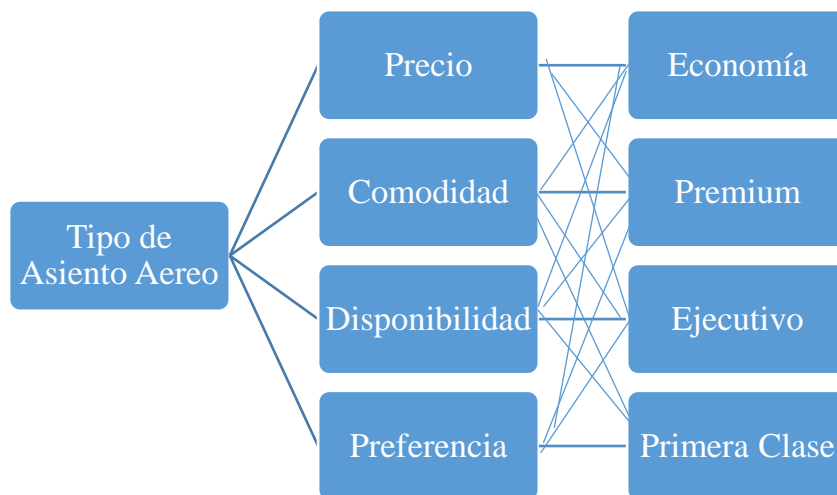 Tipo de
Asiento Aereo
Precio
Comodidad
Disponibilidad
Preferencia
Economía
Premium
Ejecutivo
Primera Clase